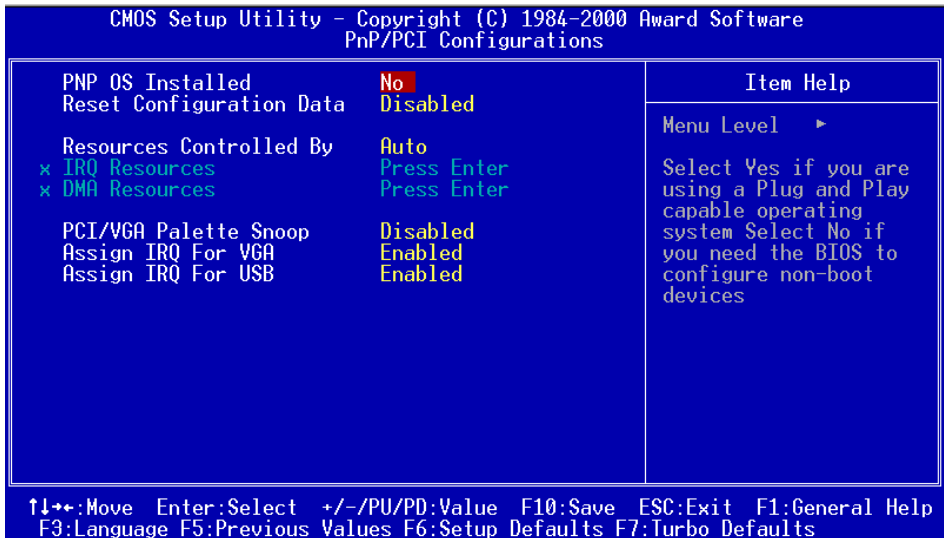 CMOS Setup Utility - Copyright (C) 1984-2000 Award Software
PnP/PCI Configurations
PNP OS Installed No
Reset Configuration Data Disabled
Resources Controlled By Auto
x IRQ Resources Press Enter
x DMA Resources Press Enter
PCI/VGA Palette Snoop Disabled
Assign IRQ For VGA Enabled
Assign IRQ For USB Enabled
Item Help
Menu Level ▸
Select Yes if you are
using a Plug and Play
capable operating
system Select No if
you need the BIOS to
configure non-boot
devices
↑↓→←:Move Enter:Select +/-/PU/PD:Value F10:Save ESC:Exit F1:General Help
F3:Language F5:Previous Values F6:Setup Defaults F7:Turbo Defaults